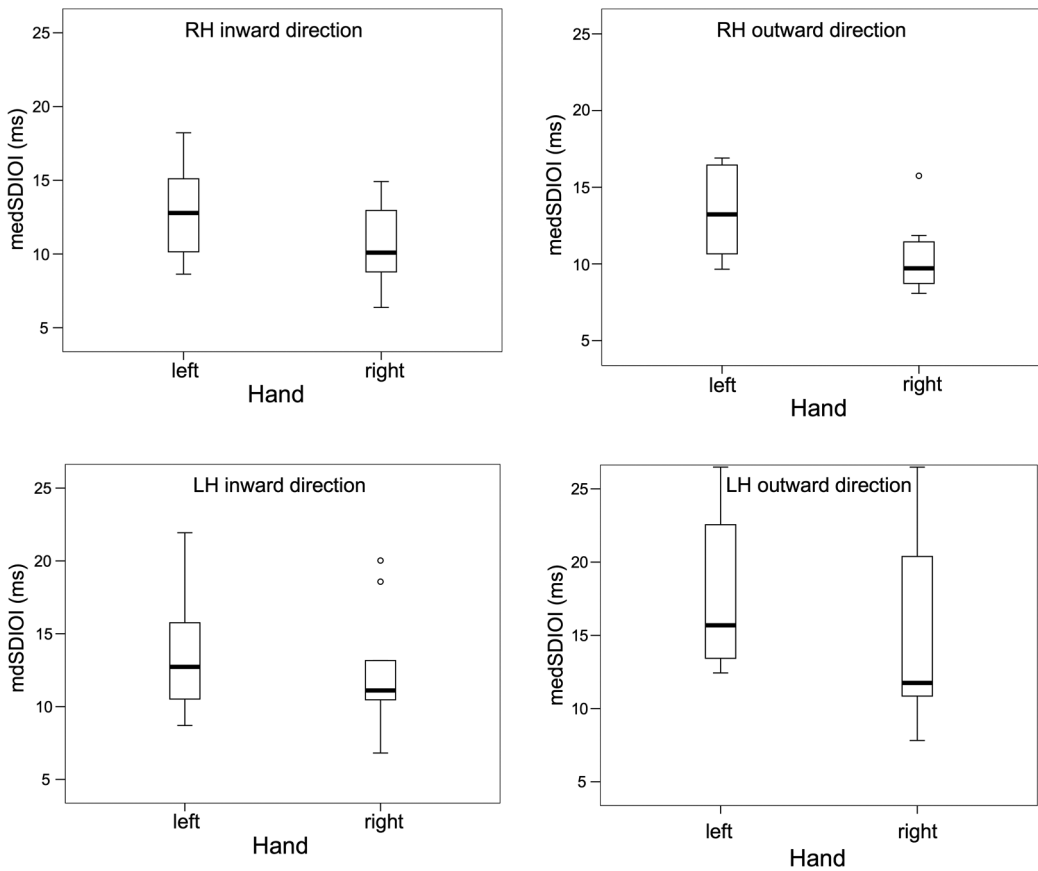 RH inward direction
medSDIOI (ms)
25
20
15
10
5
left
right
Hand
RH outward direction
medSDIOI (ms)
25
20
15
10
5
left
right
Hand
LH inward direction
mdSDIOI (ms)
25
20
15
10
5
left
right
Hand
LH outward direction
medSDIOI (ms)
25
20
15
10
5
left
right
Hand